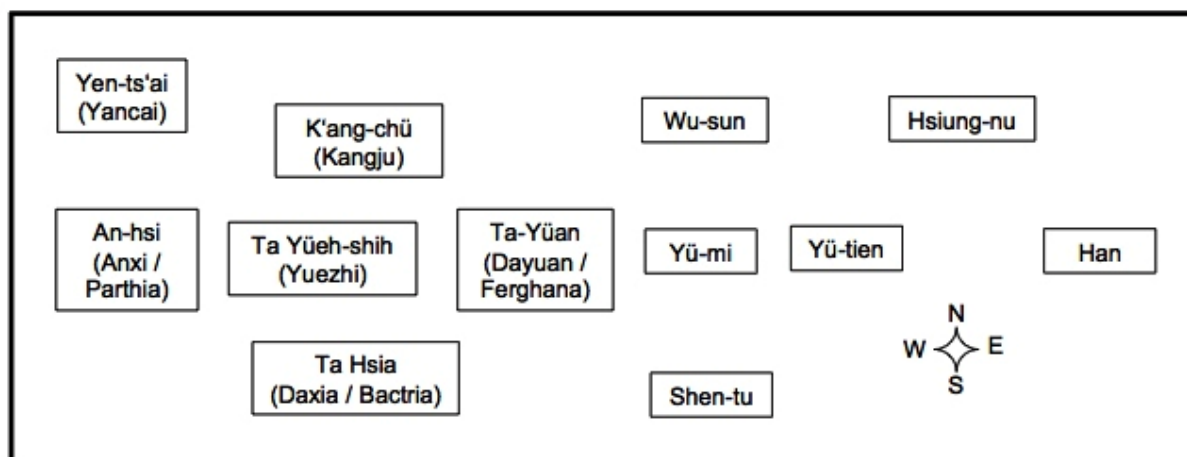 Yen-ts'ai
(Yancai)
K'ang-chü
(Kangju)
Wu-sun
Hsiung-nu
An-hsi
(Anxi /
Parthia)
Ta Yüeh-shih
(Yuezhi)
Ta-Yüan
(Dayuan /
Ferghana)
Yü-mi
Yü-tien
Han
Ta Hsia
(Daxia / Bactria)
Shen-tu
N
W E
S